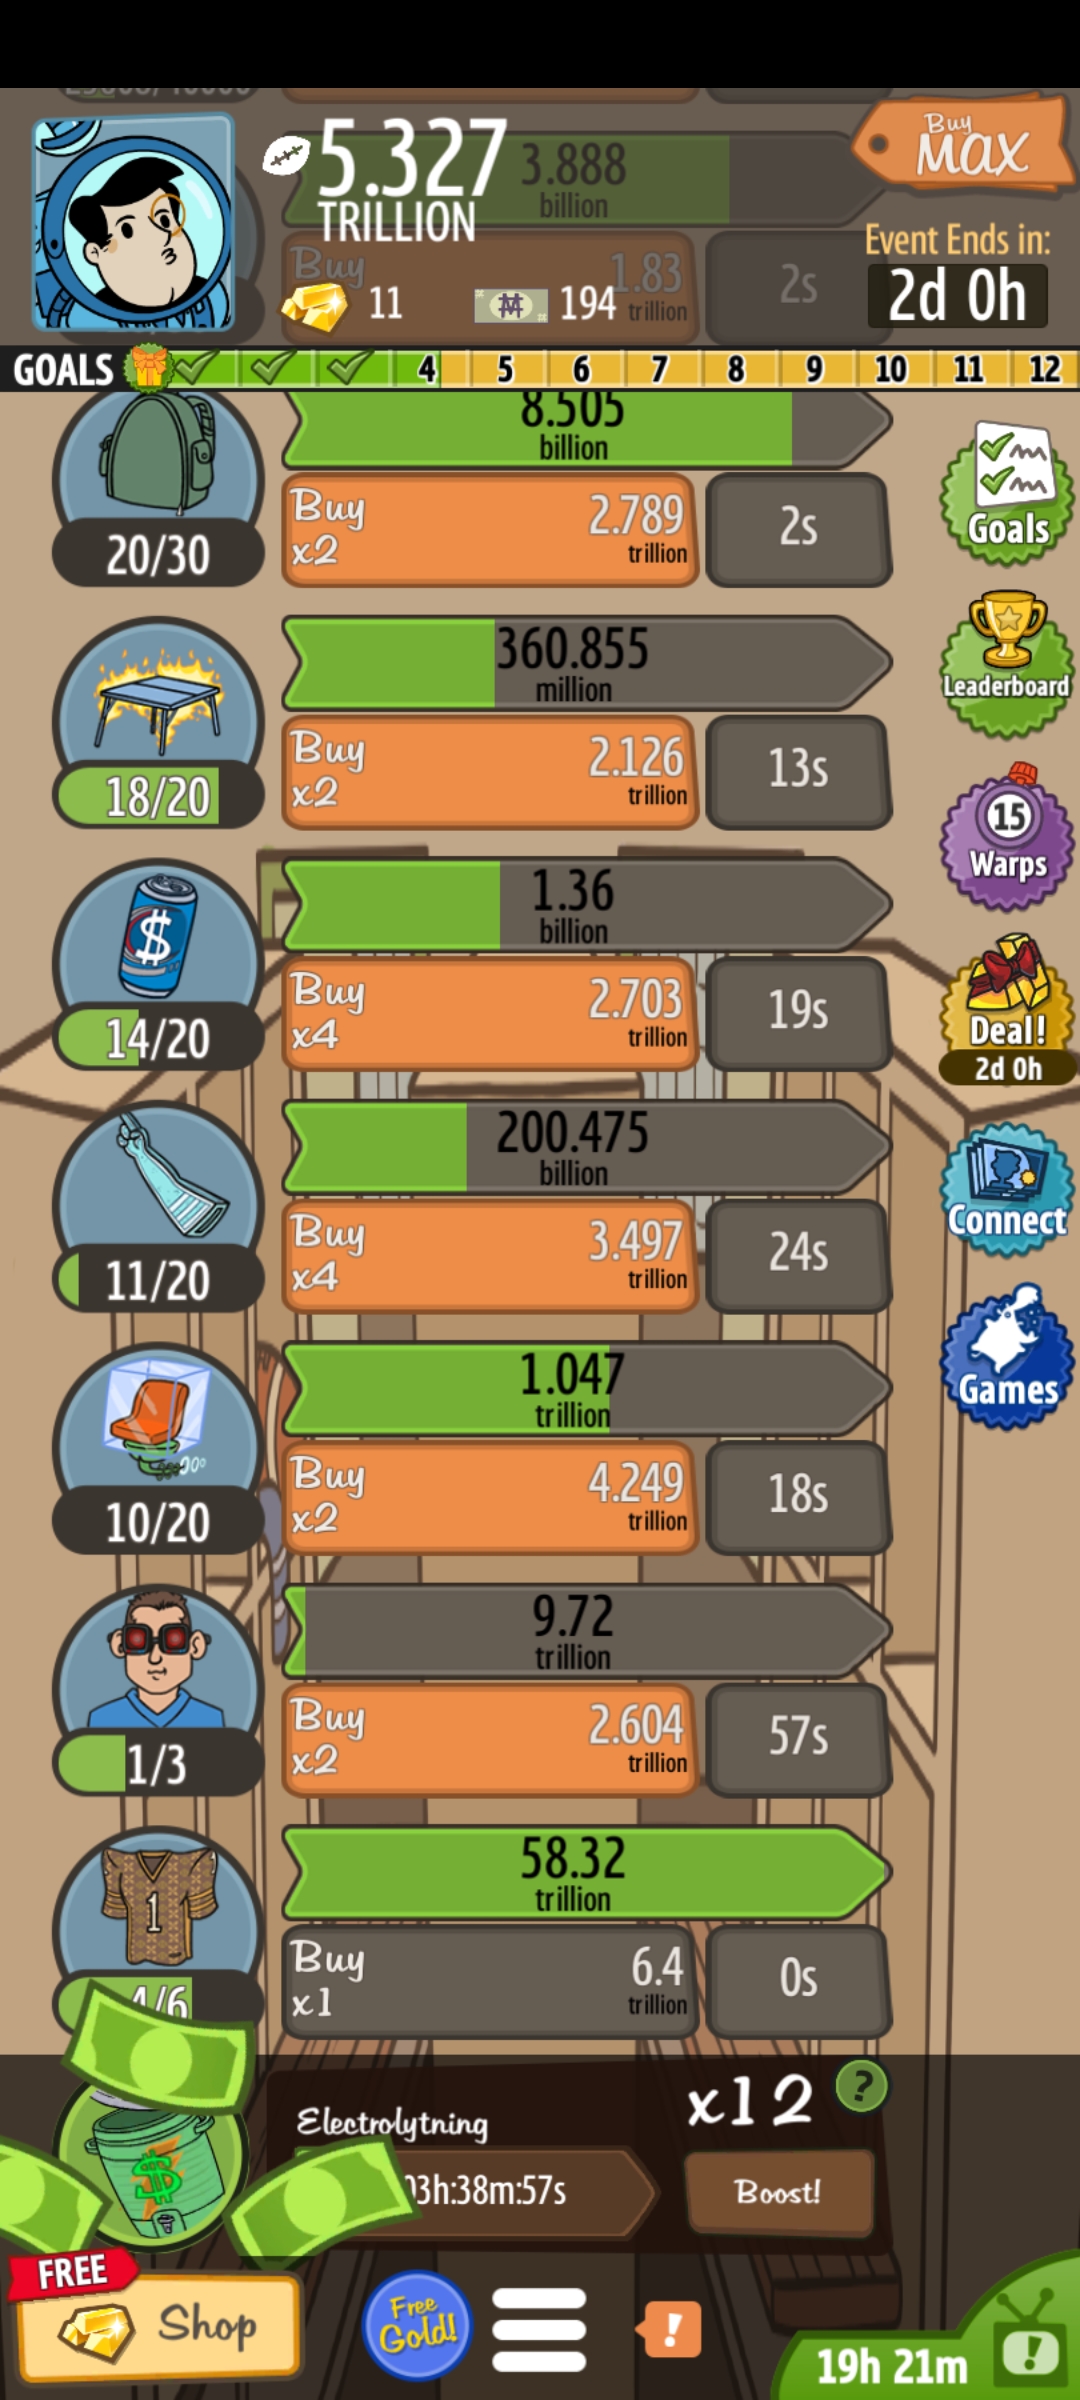 5.327
TRILLION
3.888
billion
Buy
MAX
Event Ends in:
2d 0h
Buy
1.83
trillion
2s
11
194
GOALS
4
5
6
7
8
9
10
11
12
8.505
billion
Buy
x2
2.789
trillion
2s
20/30
Goals
360.855
million
Buy
x2
2.126
trillion
13s
18/20
Leaderboard
15
Warps
1.36
billion
Buy
x4
2.703
trillion
19s
$
14/20
Deal!
2d 0h
200.475
billion
Buy
x4
3.497
trillion
24s
11/20
Connect
1.047
trillion
Buy
x2
4.249
trillion
18s
10/20
Games
9.72
trillion
Buy
x2
2.604
trillion
57s
1/3
58.32
trillion
1
Buy
x1
6.4
trillion
0s
4/6
x12
?
Electrolytning
03h:38m:57s
Boost!
$
FREE
Shop
Free
Gold!
!
19h 21m
!